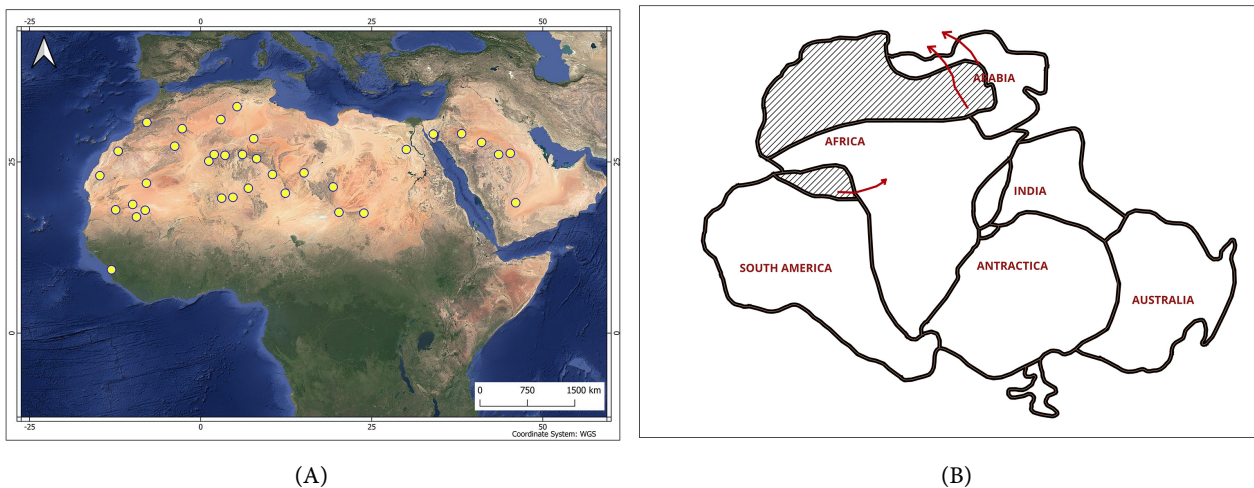 -25 0 25 50
25 25
0 0
0 750 1500 km
-25 0 25 50
Coordinate System: WGS
(A)
ARABIA
AFRICA
INDIA
SOUTH AMERICA
ANTRACTICA
AUSTRALIA
(B)